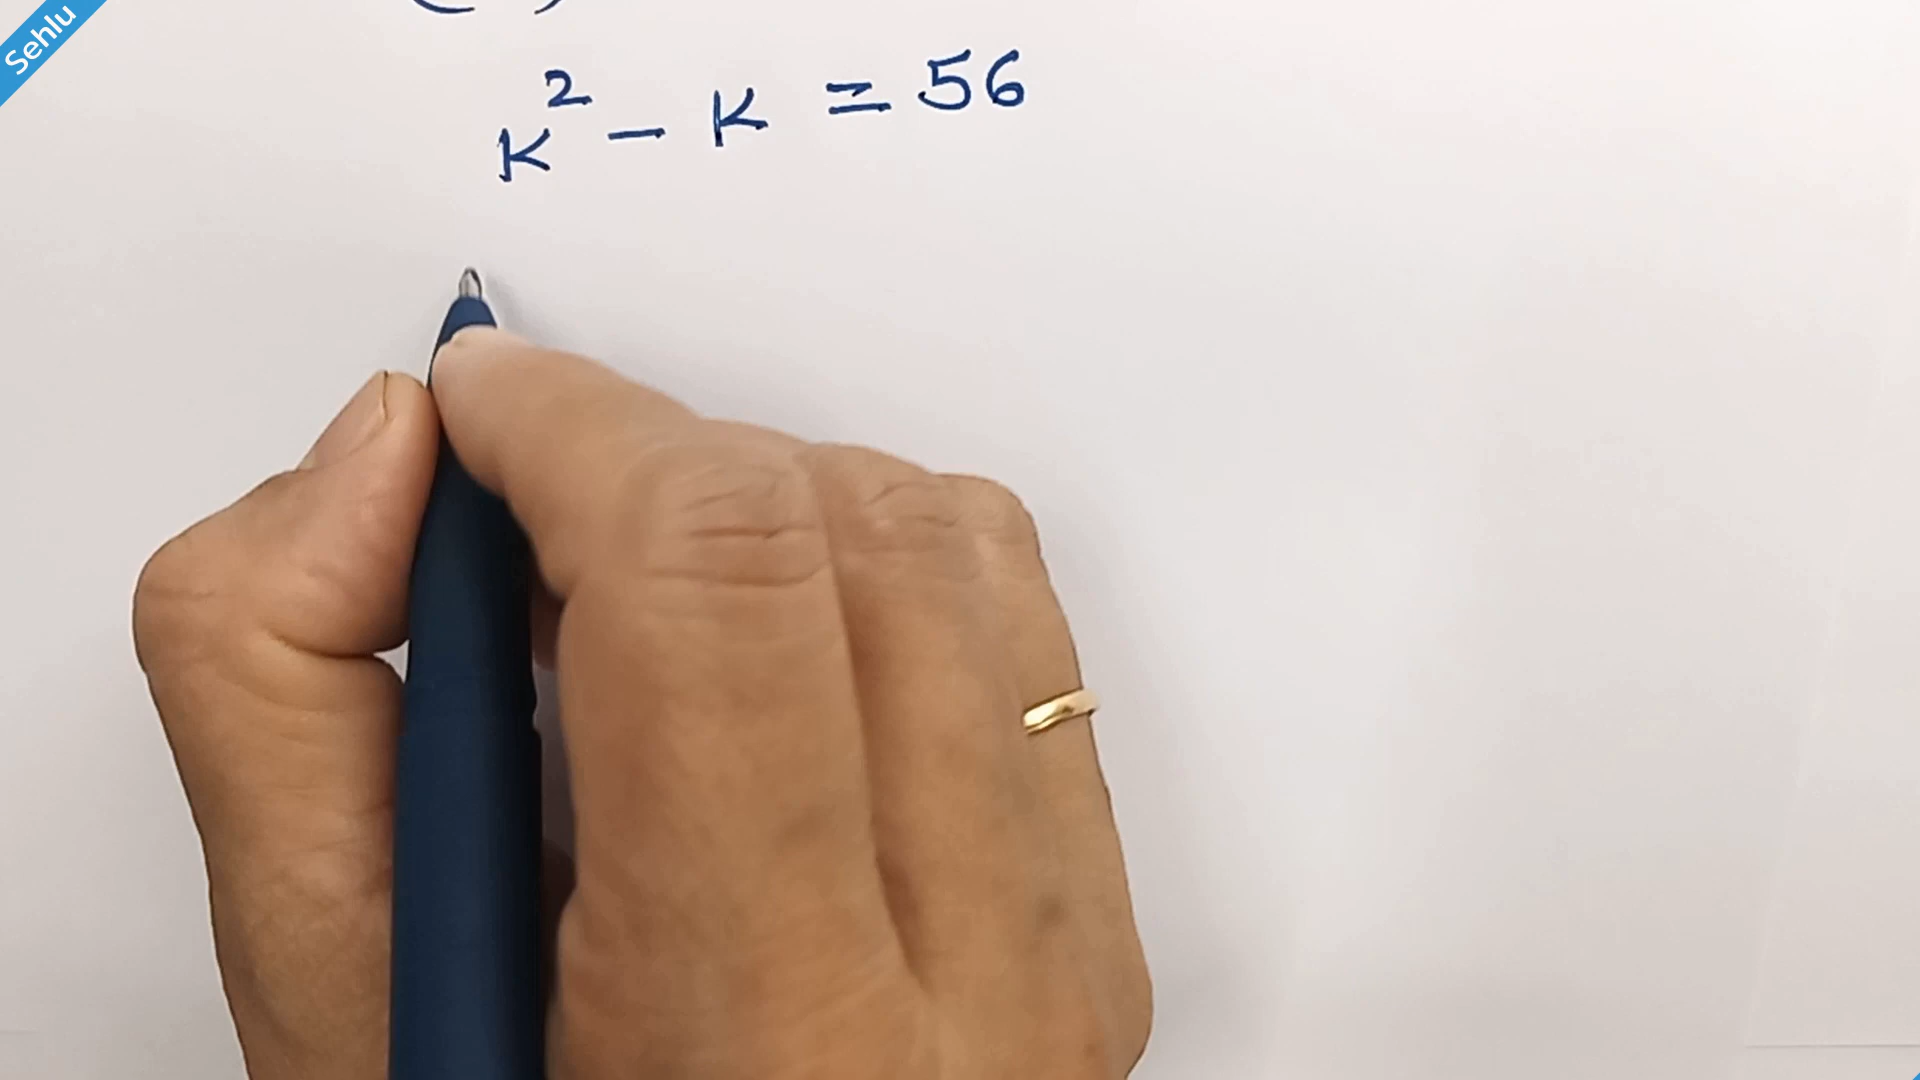 Sehlu
K² - K = 56